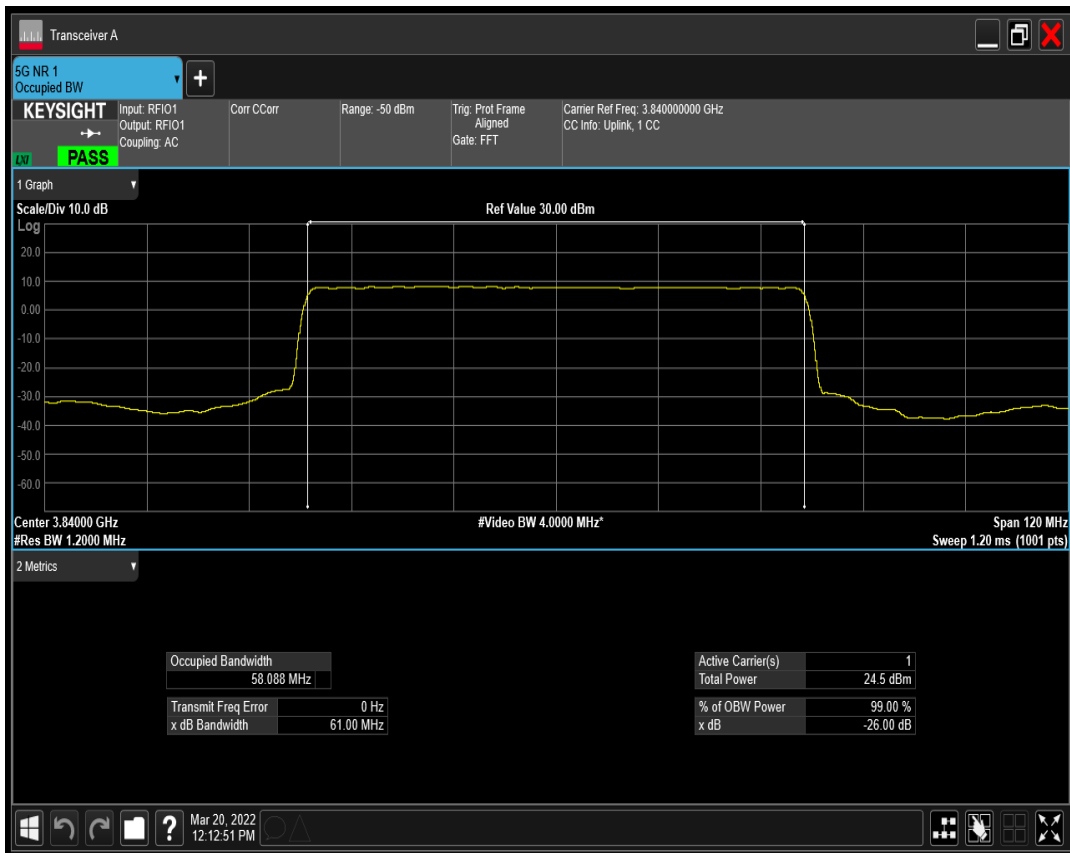 Transceiver A
5G NR 1
Occupied BW
KEYSIGHT
LXI
PASS
Input: RFIO1
Output: RFIO1
Coupling: AC
Corr CCorr
Range: -50 dBm
Trig: Prot Frame
Aligned
Gate: FFT
Carrier Ref Freq: 3.840000000 GHz
CC Info: Uplink, 1 CC
1 Graph
Scale/Div 10.0 dB
Ref Value 30.00 dBm
Log
20.0
10.0
0.00
-10.0
-20.0
-30.0
-40.0
-50.0
-60.0
Center 3.84000 GHz
#Video BW 4.0000 MHz*
Span 120 MHz
#Res BW 1.2000 MHz
Sweep 1.20 ms (1001 pts)
2 Metrics
Occupied Bandwidth
58.088 MHz
Transmit Freq Error 0 Hz
x dB Bandwidth 61.00 MHz
Active Carrier(s) 1
Total Power 24.5 dBm
% of OBW Power 99.00 %
x dB -26.00 dB
?
Mar 20, 2022
12:12:51 PM